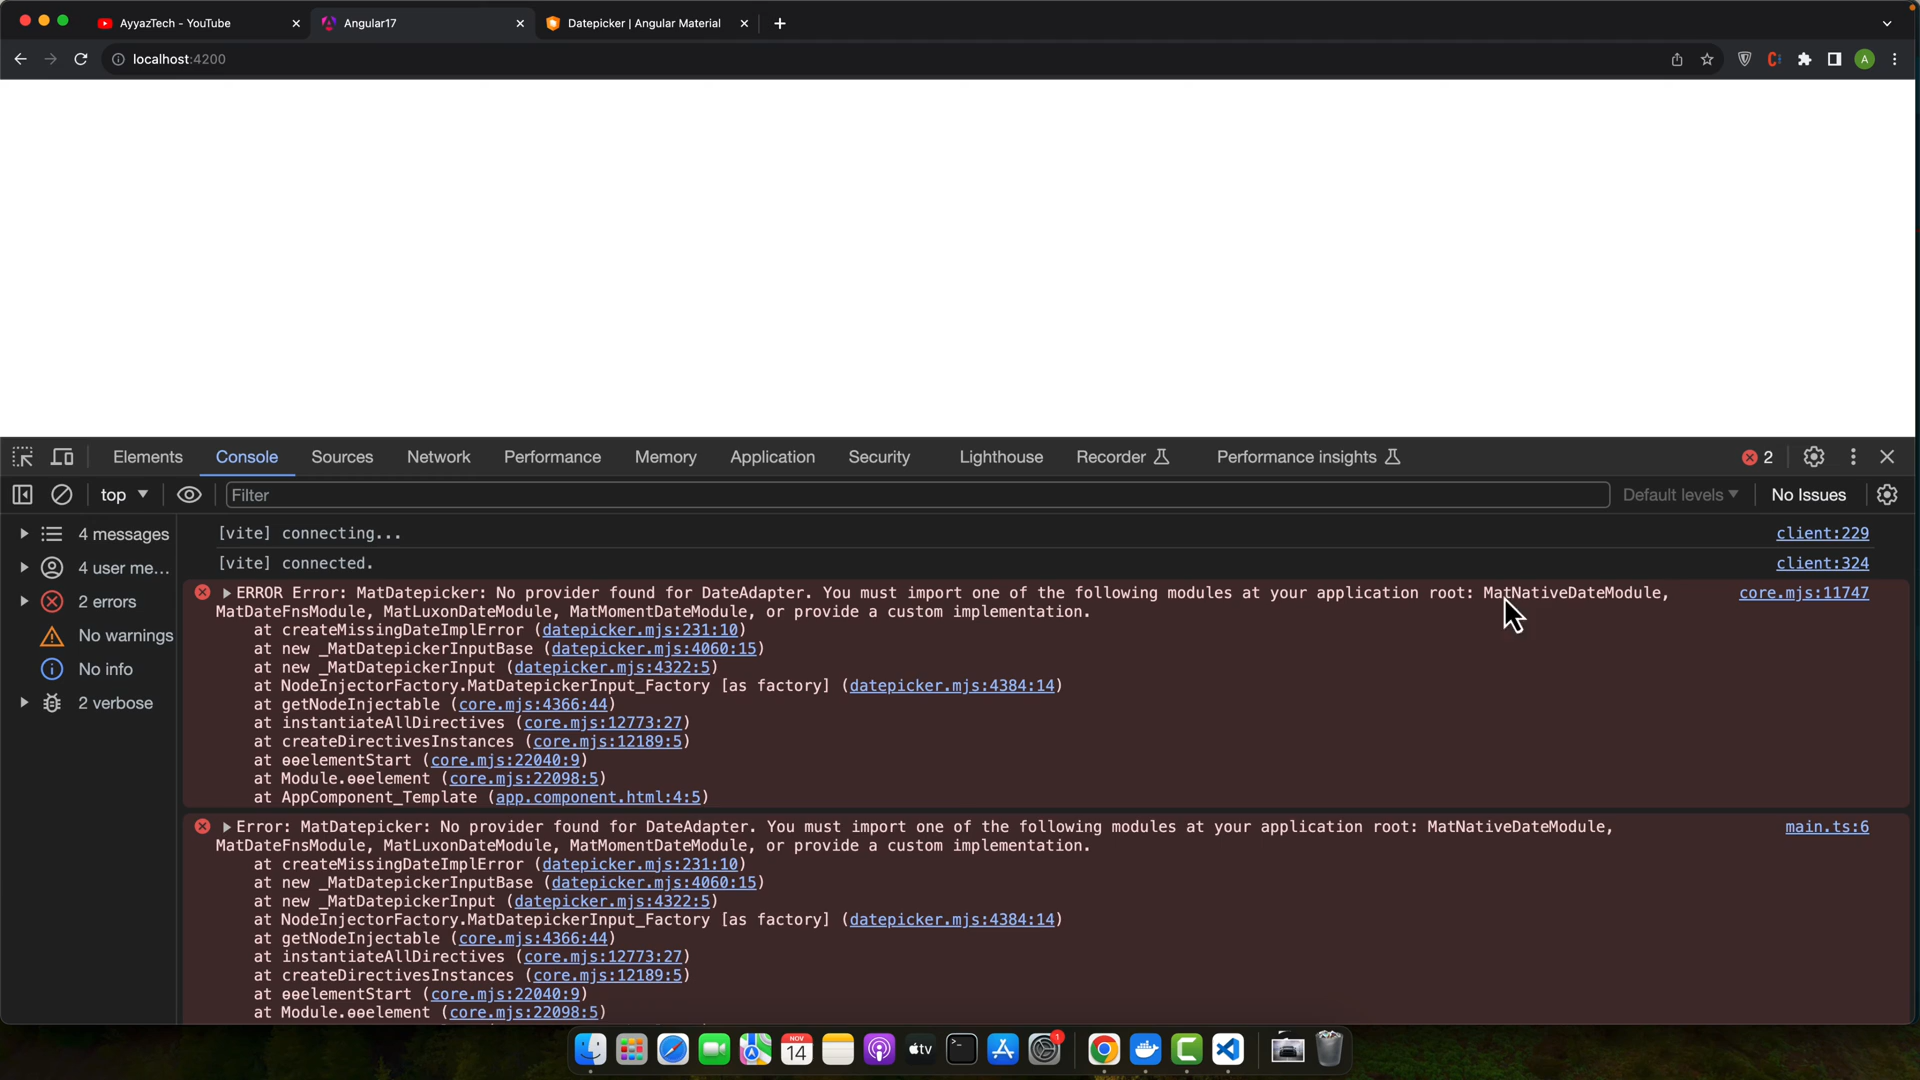 AyyazTech - YouTube
Angular17
Datepicker | Angular Material
localhost:4200
A
Elements
Console
Sources
Network
Performance
Memory
Application
Security
Lighthouse
Recorder
Performance insights
2
top
Filter
Default levels
No Issues
4 messages
4 user me...
2 errors
No warnings
No info
2 verbose
[vite] connecting... client:229
[vite] connected. client:324
ERROR Error: MatDatepicker: No provider found for DateAdapter. You must import one of the following modules at your application root: MatNativeDateModule, core.mjs:11747
MatDateFnsModule, MatLuxonDateModule, MatMomentDateModule, or provide a custom implementation.
at createMissingDateImplError (datepicker.mjs:231:10)
at new _MatDatepickerInputBase (datepicker.mjs:4060:15)
at new _MatDatepickerInput (datepicker.mjs:4322:5)
at NodeInjectorFactory.MatDatepickerInput_Factory [as factory] (datepicker.mjs:4384:14)
at getNodeInjectable (core.mjs:4366:44)
at instantiateAllDirectives (core.mjs:12773:27)
at createDirectivesInstances (core.mjs:12189:5)
at ɵɵelementStart (core.mjs:22040:9)
at Module.ɵɵelement (core.mjs:22098:5)
at AppComponent_Template (app.component.html:4:5)
Error: MatDatepicker: No provider found for DateAdapter. You must import one of the following modules at your application root: MatNativeDateModule, main.ts:6
MatDateFnsModule, MatLuxonDateModule, MatMomentDateModule, or provide a custom implementation.
at createMissingDateImplError (datepicker.mjs:231:10)
at new _MatDatepickerInputBase (datepicker.mjs:4060:15)
at new _MatDatepickerInput (datepicker.mjs:4322:5)
at NodeInjectorFactory.MatDatepickerInput_Factory [as factory] (datepicker.mjs:4384:14)
at getNodeInjectable (core.mjs:4366:44)
at instantiateAllDirectives (core.mjs:12773:27)
at createDirectivesInstances (core.mjs:12189:5)
at ɵɵelementStart (core.mjs:22040:9)
at Module.ɵɵelement (core.mjs:22098:5)
NOV
14
tv
1